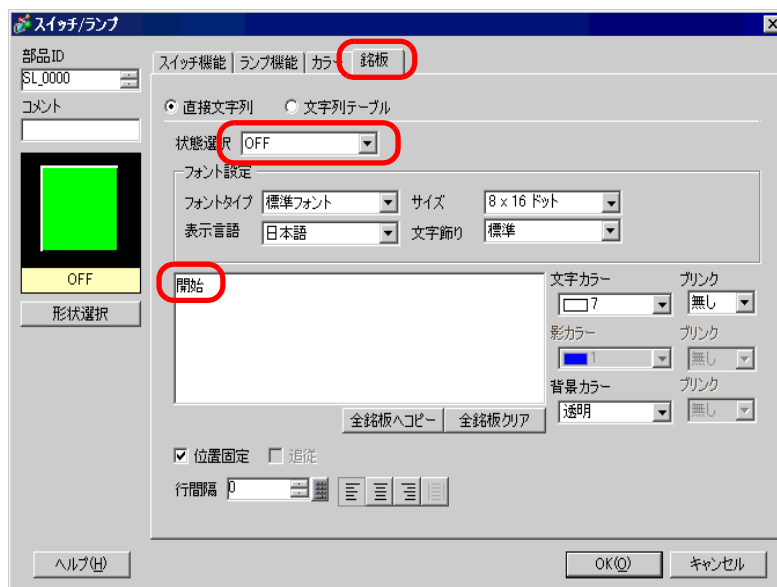 スイッチ/ランプ
部品ID
SL_0000
コメント
スイッチ機能 ランプ機能 カラー 銘板
直接文字列 文字列テーブル
状態選択 OFF
フォント設定
フォントタイプ 標準フォント サイズ 8 x 16 ドット
表示言語 日本語 文字飾り 標準
OFF
形状選択
開始
文字カラー ブリンク
7 無し
影カラー ブリンク
1 無し
背景カラー ブリンク
透明 無し
全銘板へコピー 全銘板クリア
位置固定 追従
行間隔 0
ヘルプ(H) OK(O) キャンセル